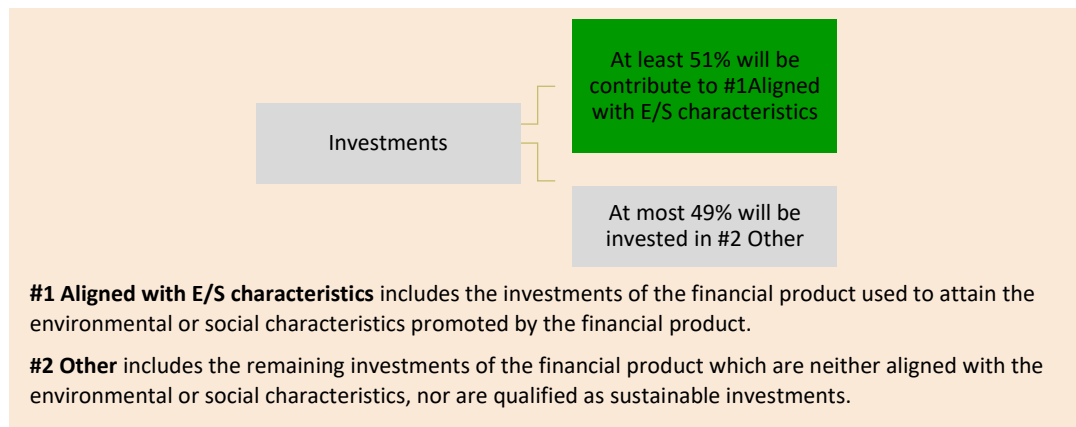 At least 51% will be
contribute to #1Aligned
with E/S characteristics
Investments
At most 49% will be
invested in #2 Other
#1 Aligned with E/S characteristics includes the investments of the financial product used to attain the
environmental or social characteristics promoted by the financial product.
#2 Other includes the remaining investments of the financial product which are neither aligned with the
environmental or social characteristics, nor are qualified as sustainable investments.